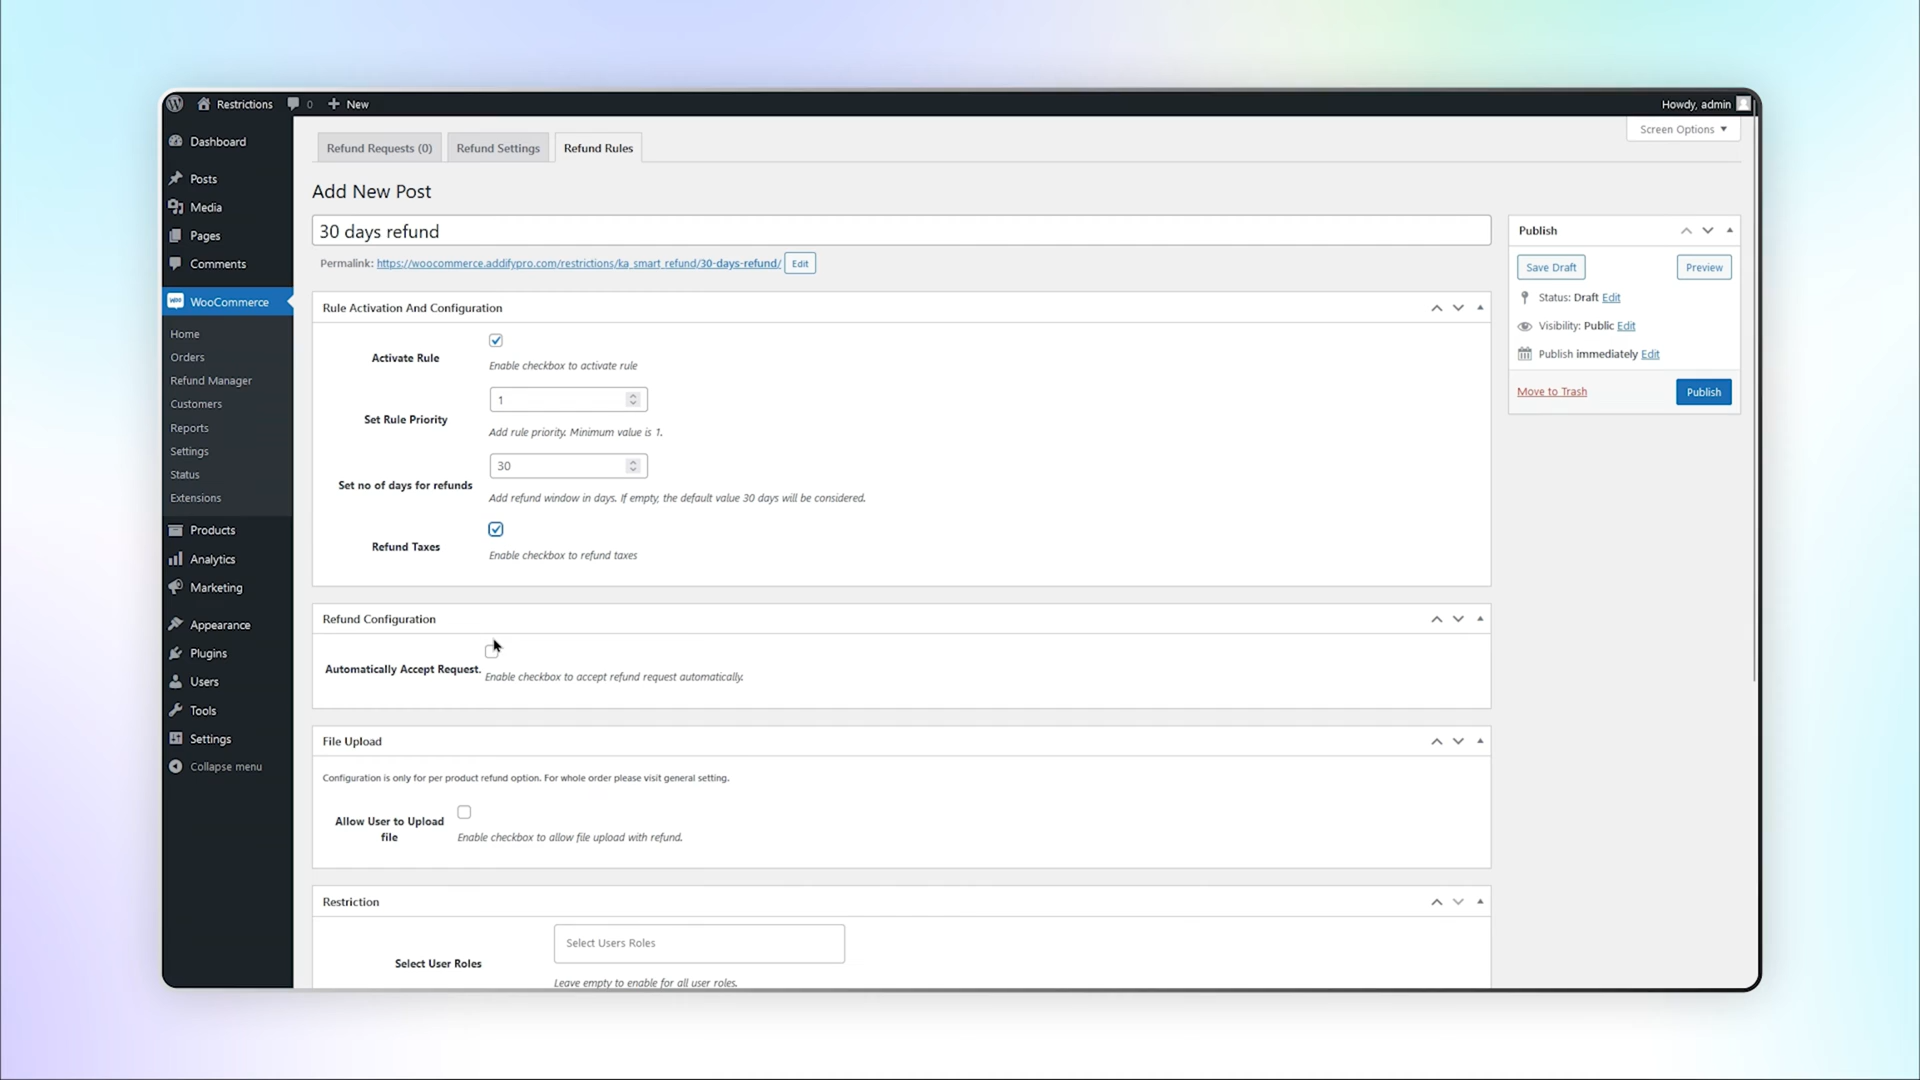 Restrictions 0 New Howdy, admin
Screen Options
Dashboard
Posts
Media
Pages
Comments
WooCommerce
Home
Orders
Refund Manager
Customers
Reports
Settings
Status
Extensions
Products
Analytics
Marketing
Appearance
Plugins
Users
Tools
Settings
Collapse menu
Refund Requests (0) Refund Settings Refund Rules
Add New Post
30 days refund
Permalink: https://woocommerce.addifypro.com/restrictions/ka_smart_refund/30-days-refund/ Edit
Rule Activation And Configuration
Activate Rule
Enable checkbox to activate rule
1
Set Rule Priority
Add rule priority. Minimum value is 1.
30
Set no of days for refunds
Add refund window in days. If empty, the default value 30 days will be considered.
Refund Taxes
Enable checkbox to refund taxes
Refund Configuration
Automatically Accept Request.
Enable checkbox to accept refund request automatically.
File Upload
Configuration is only for per product refund option. For whole order please visit general setting.
Allow User to Upload
file
Enable checkbox to allow file upload with refund.
Restriction
Select Users Roles
Select User Roles
Leave empty to enable for all user roles.
Publish
Save Draft Preview
Status: Draft Edit
Visibility: Public Edit
Publish immediately Edit
Move to Trash Publish